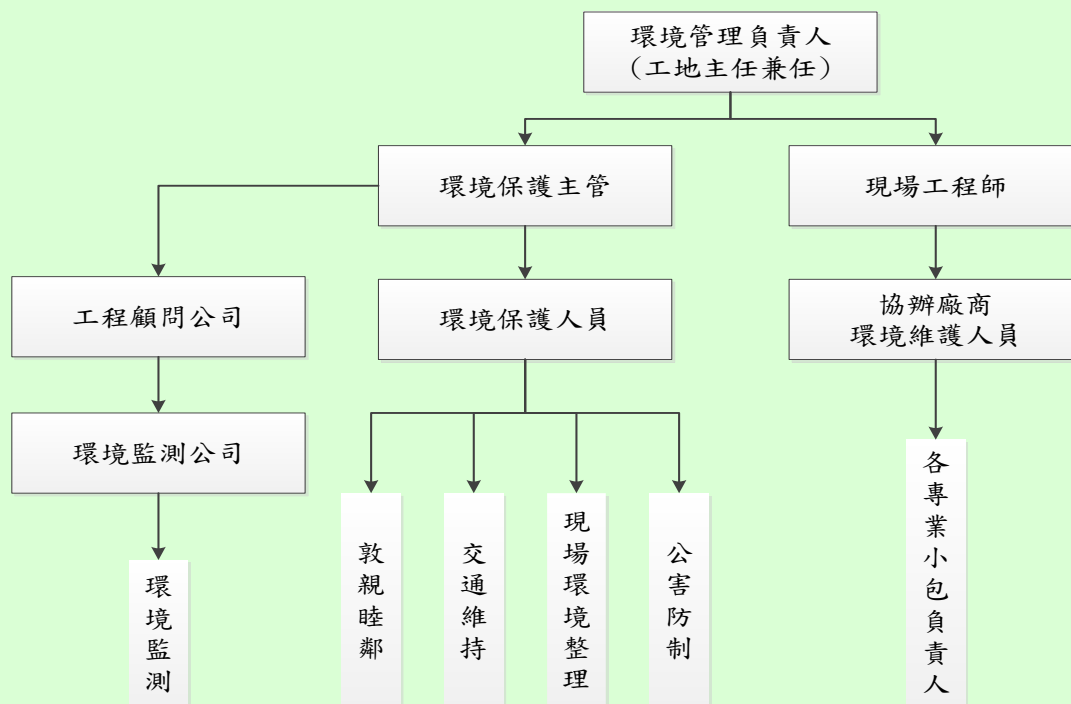 環境管理負責人
(工地主任兼任)
環境保護主管
現場工程師
工程顧問公司
環境保護人員
協辦廠商
環境維護人員
環境監測公司
環境監測
敦親睦鄰
交通維持
現場環境整理
公害防制
各專業小包負責人